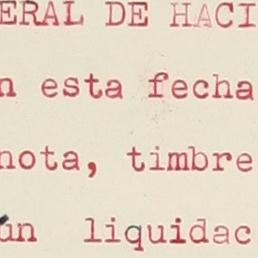 ERAL DE HACI
n esta fecha
nota, timbre
ún liquidac